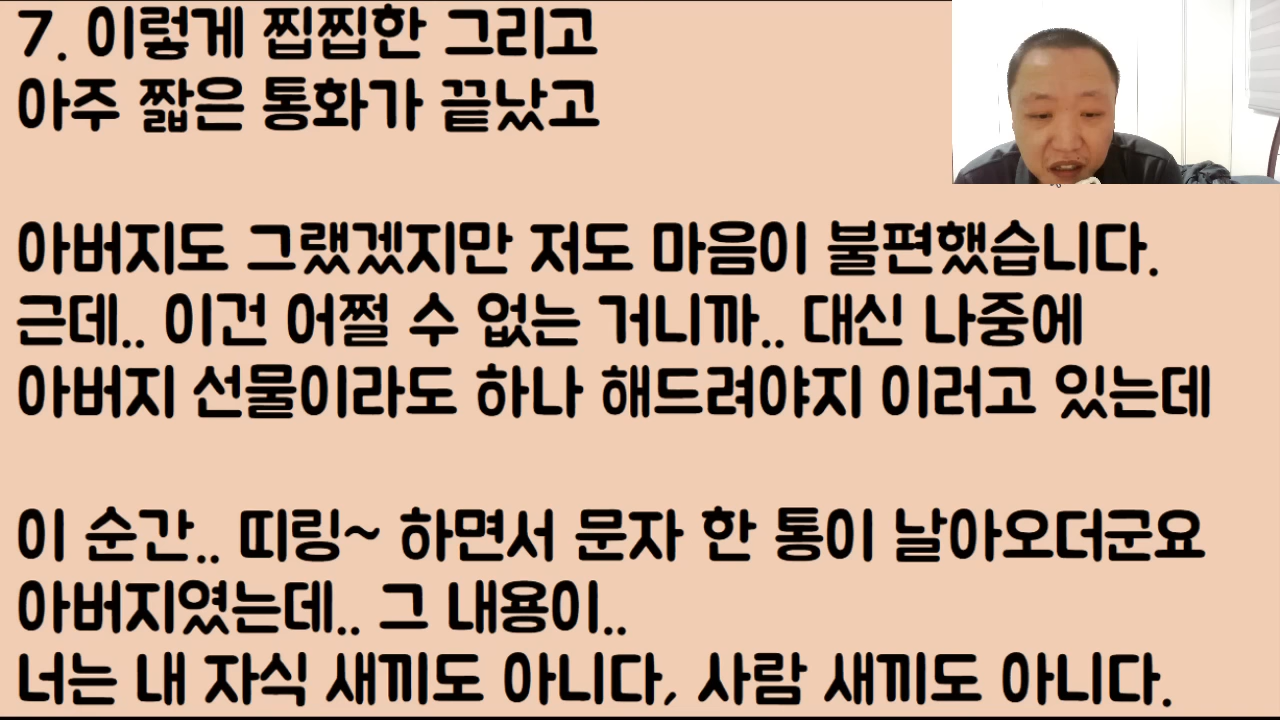 7. 이렇게 찝찝한 그리고
아주 짧은 통화가 끝났고
아버지도 그랬겠지만 저도 마음이 불편했습니다.
근데.. 이건 어쩔 수 없는 거니까.. 대신 나중에
아버지 선물이라도 하나 해드려야지 이러고 있는데
이 순간.. 띠링~ 하면서 문자 한 통이 날아오더군요
아버지였는데.. 그 내용이..
너는 내 자식 새끼도 아니다, 사람 새끼도 아니다.